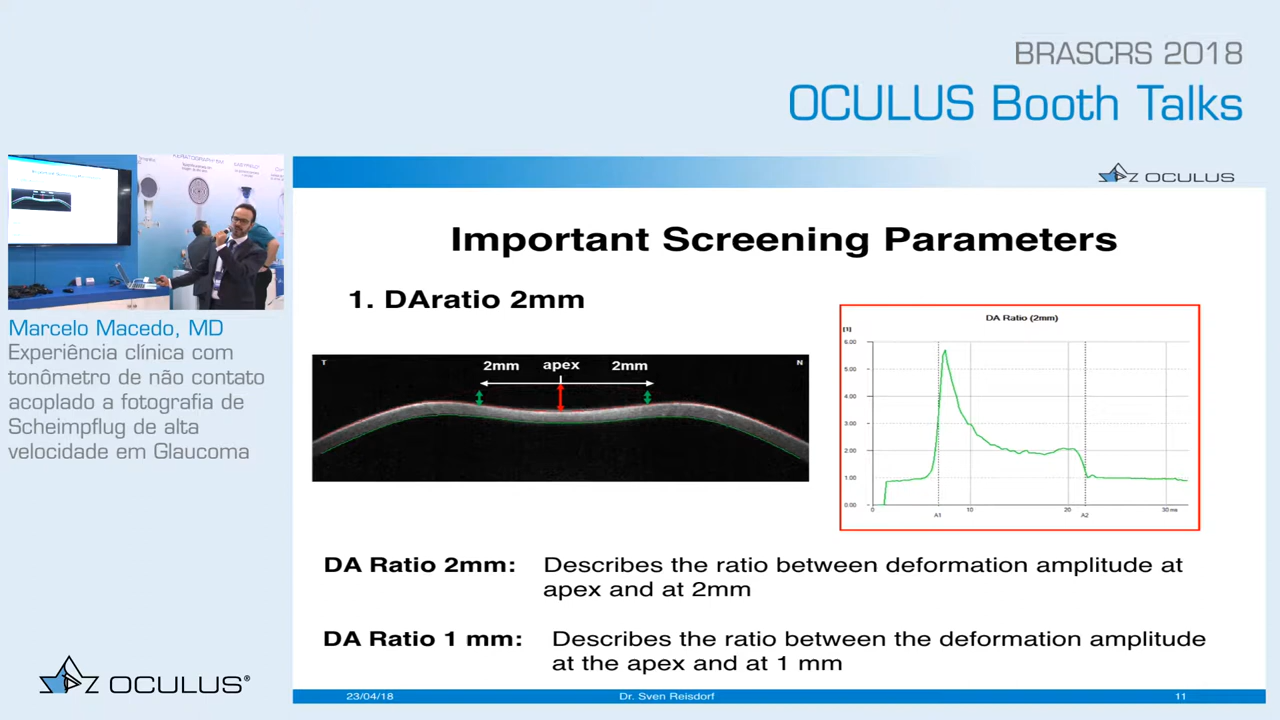 BRASCRS 2018
OCULUS Booth Talks
OCULUS
Marcelo Macedo, MD
Experiência clínica com
tonômetro de não contato
acoplado a fotografia de
Scheimpflug de alta
velocidade em Glaucoma
OCULUS®
Important Screening Parameters
1. DAratio 2mm
T
N
2mm
apex
2mm
DA Ratio (2mm)
[1]
6.00
5.00
4.00
3.00
2.00
1.00
0.00
0
10
20
30 ms
A1
A2
DA Ratio 2mm: Describes the ratio between deformation amplitude at
apex and at 2mm
DA Ratio 1 mm: Describes the ratio between the deformation amplitude
at the apex and at 1 mm
23/04/18
Dr. Sven Reisdorf
11